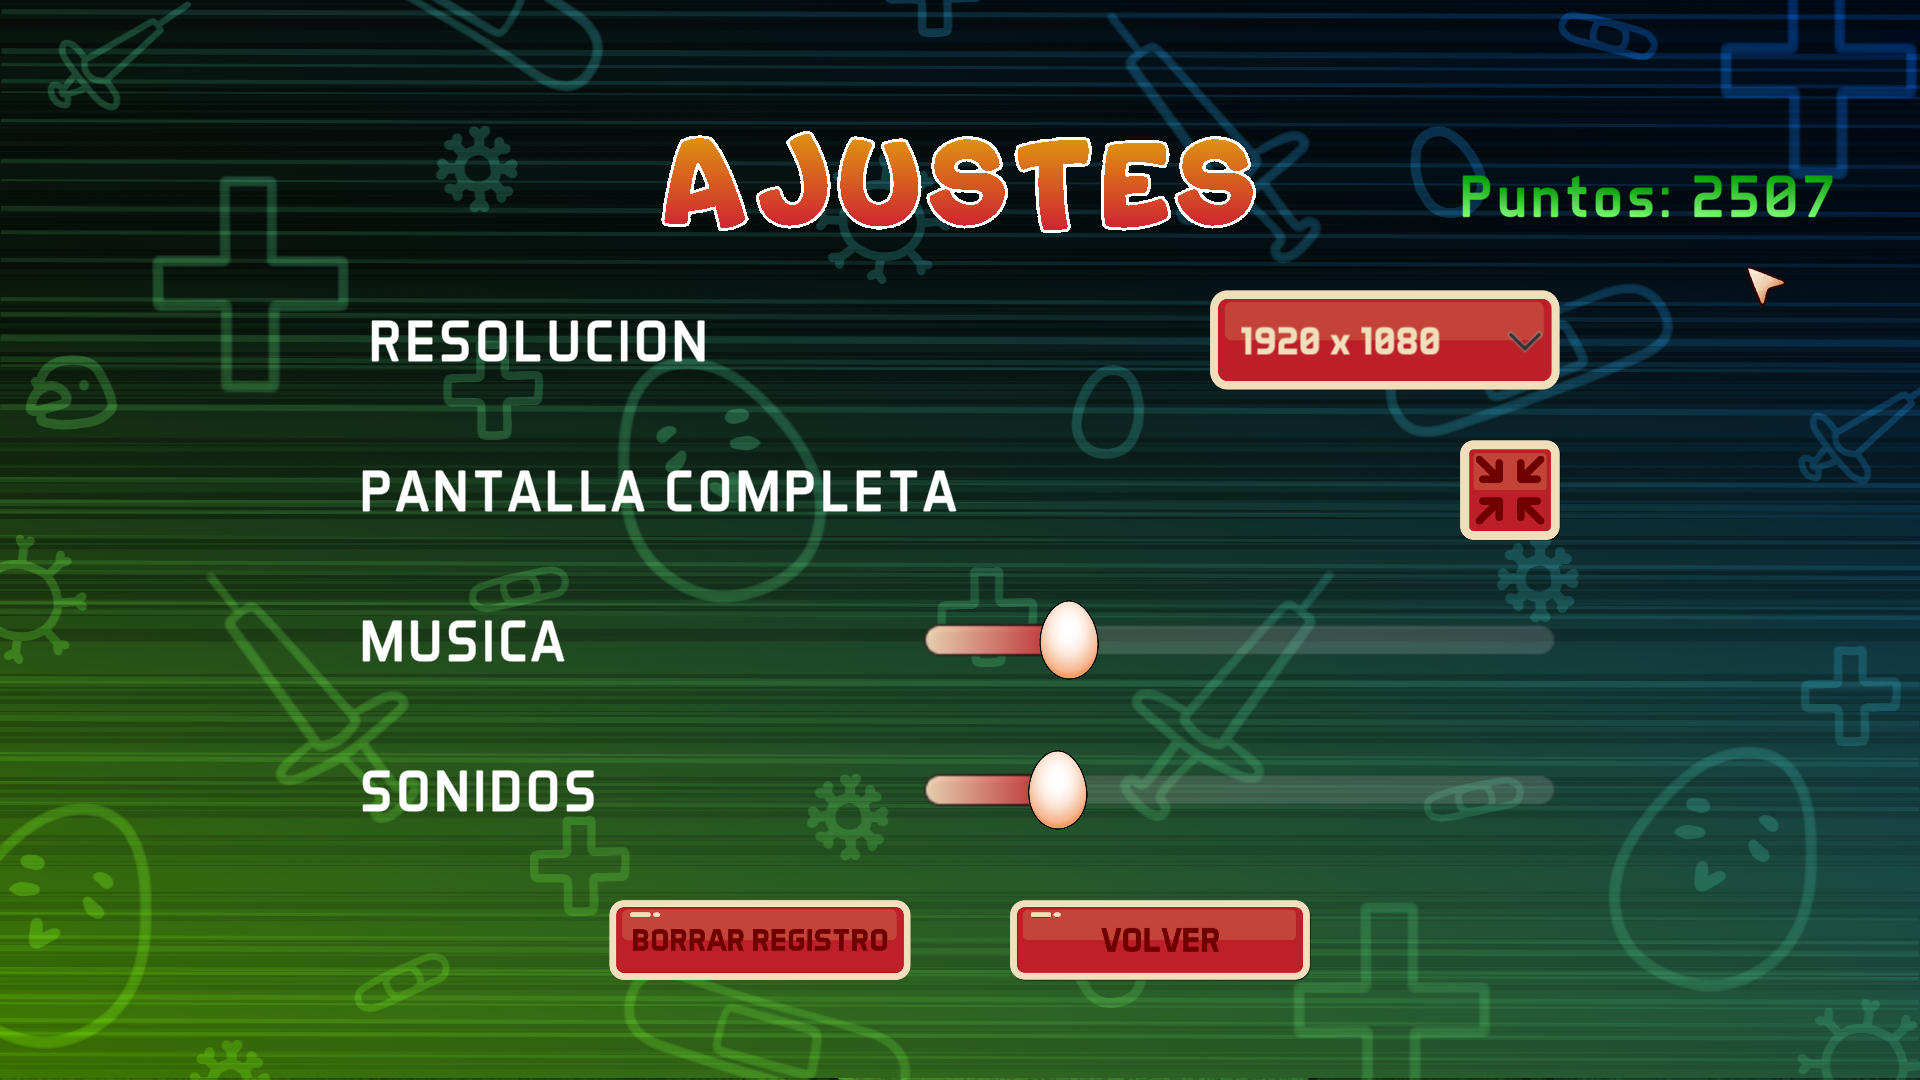 AJUSTES
Puntos: 2507
RESOLUCION
1920 x 1080
PANTALLA COMPLETA
MUSICA
SONIDOS
BORRAR REGISTRO
VOLVER